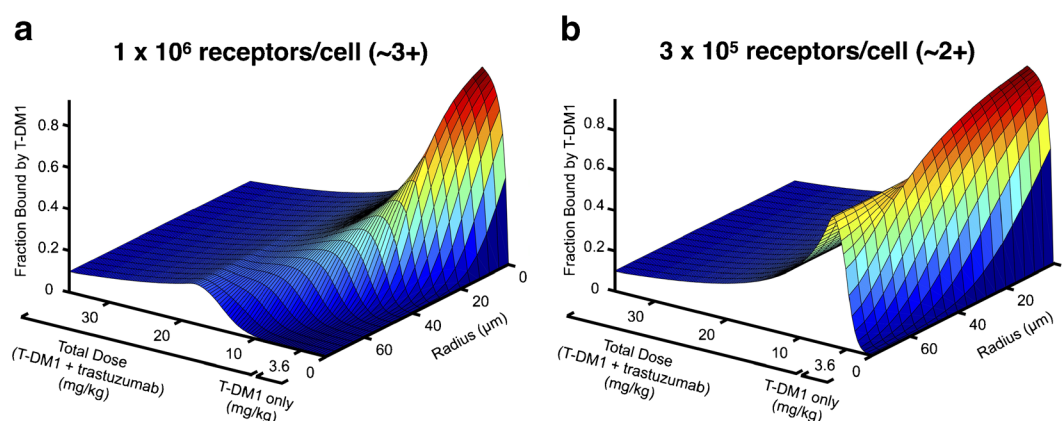 a
1 x 10⁶ receptors/cell (~3+)
Fraction Bound by T-DM1
0.8
0.6
0.4
0.2
0
30
20
10
3.6
0
60
40
20
0
Radius (μm)
Total Dose
(T-DM1 + trastuzumab)
(mg/kg)
T-DM1 only
(mg/kg)
b
3 x 10⁵ receptors/cell (~2+)
Fraction Bound by T-DM1
0.8
0.6
0.4
0.2
0
30
20
10
3.6
0
60
40
20
Radius (μm)
Total Dose
(T-DM1 + trastuzumab)
(mg/kg)
T-DM1 only
(mg/kg)